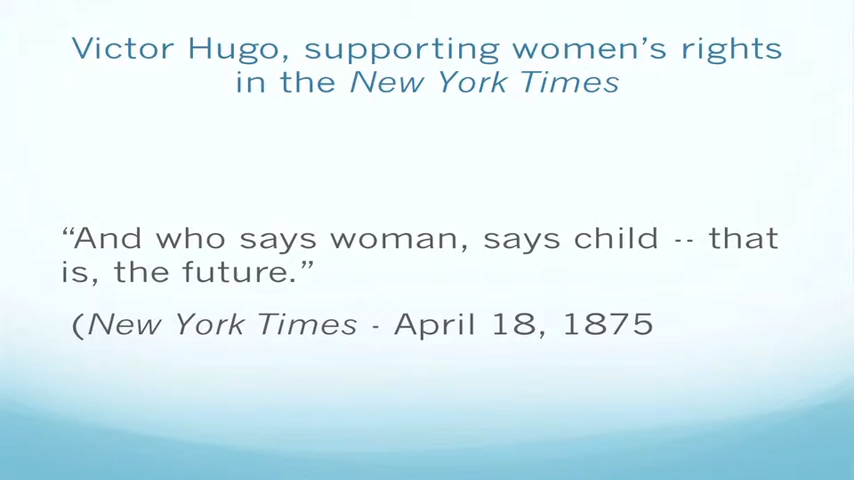 Victor Hugo, supporting women’s rights
in the New York Times
“And who says woman, says child -- that
is, the future.”
(New York Times - April 18, 1875